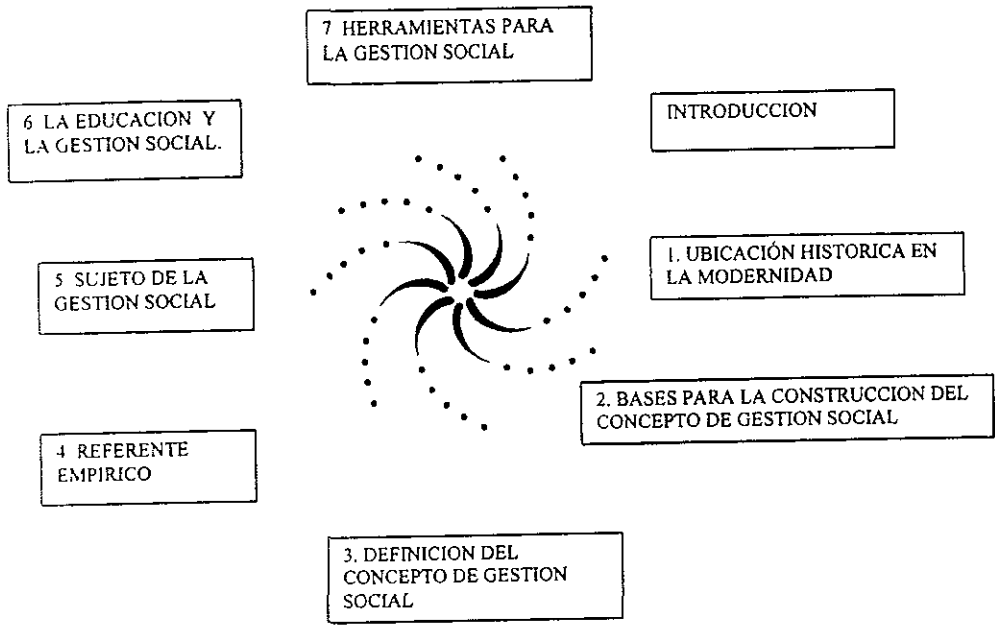 7 HERRAMIENTAS PARA
LA GESTION SOCIAL
INTRODUCCION
6 LA EDUCACION Y
LA GESTION SOCIAL.
1. UBICACIÓN HISTORICA EN
LA MODERNIDAD
5 SUJETO DE LA
GESTION SOCIAL
2. BASES PARA LA CONSTRUCCION DEL
CONCEPTO DE GESTION SOCIAL
4 REFERENTE
EMPIRICO
3. DEFINICION DEL
CONCEPTO DE GESTION
SOCIAL